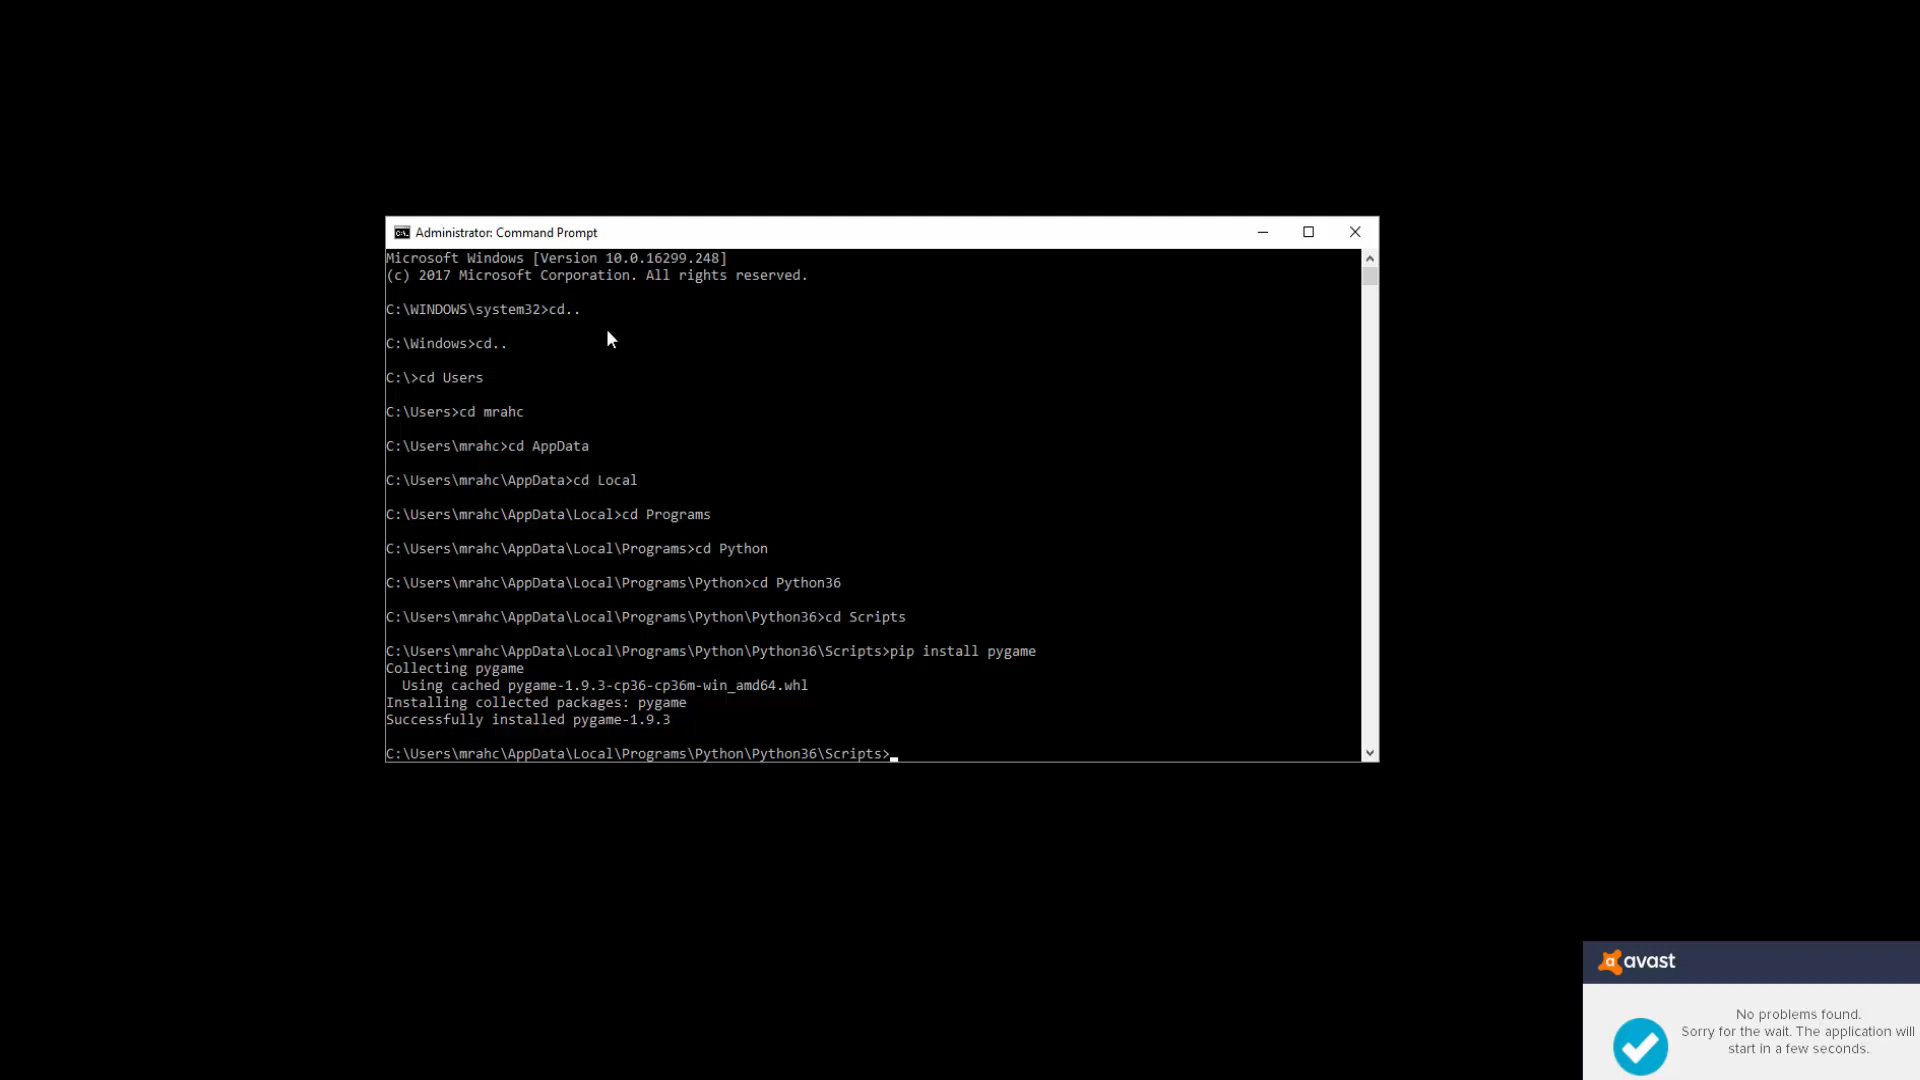 Administrator: Command Prompt
Microsoft Windows [Version 10.0.16299.248]
(c) 2017 Microsoft Corporation. All rights reserved.
C:\WINDOWS\system32>cd..
C:\Windows>cd..
C:\>cd Users
C:\Users>cd mrahc
C:\Users\mrahc>cd AppData
C:\Users\mrahc\AppData>cd Local
C:\Users\mrahc\AppData\Local>cd Programs
C:\Users\mrahc\AppData\Local\Programs>cd Python
C:\Users\mrahc\AppData\Local\Programs\Python>cd Python36
C:\Users\mrahc\AppData\Local\Programs\Python\Python36>cd Scripts
C:\Users\mrahc\AppData\Local\Programs\Python\Python36\Scripts>pip install pygame
Collecting pygame
Using cached pygame-1.9.3-cp36-cp36m-win_amd64.whl
Installing collected packages: pygame
Successfully installed pygame-1.9.3
C:\Users\mrahc\AppData\Local\Programs\Python\Python36\Scripts>_
avast
No problems found.
Sorry for the wait. The application will
start in a few seconds.